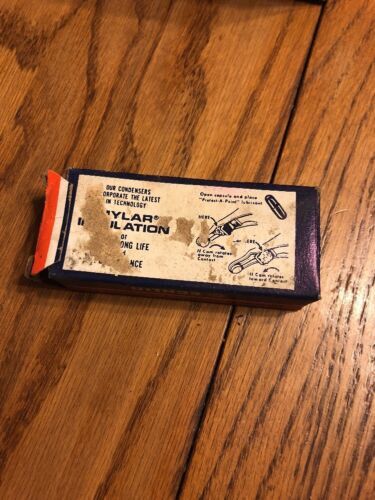 OUR CONDENSERS
ORPORATE THE LATEST
IN TECHNOLOGY
YLAR®
ULATION
LONG LIFE
NCE
Open capsule and place
"Protect-A-Point" lubricant
HERE
If Cam rotates
away from
Contact
ERE
If Cam rotates
toward Contact